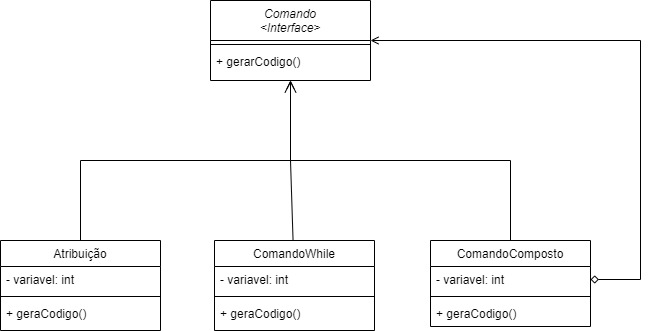 Comando
<Interface>
+ gerarCodigo()
Atribuição
- variavel: int
+ geraCodigo()
ComandoWhile
- variavel: int
+ geraCodigo()
ComandoComposto
- variavel: int
+ geraCodigo()